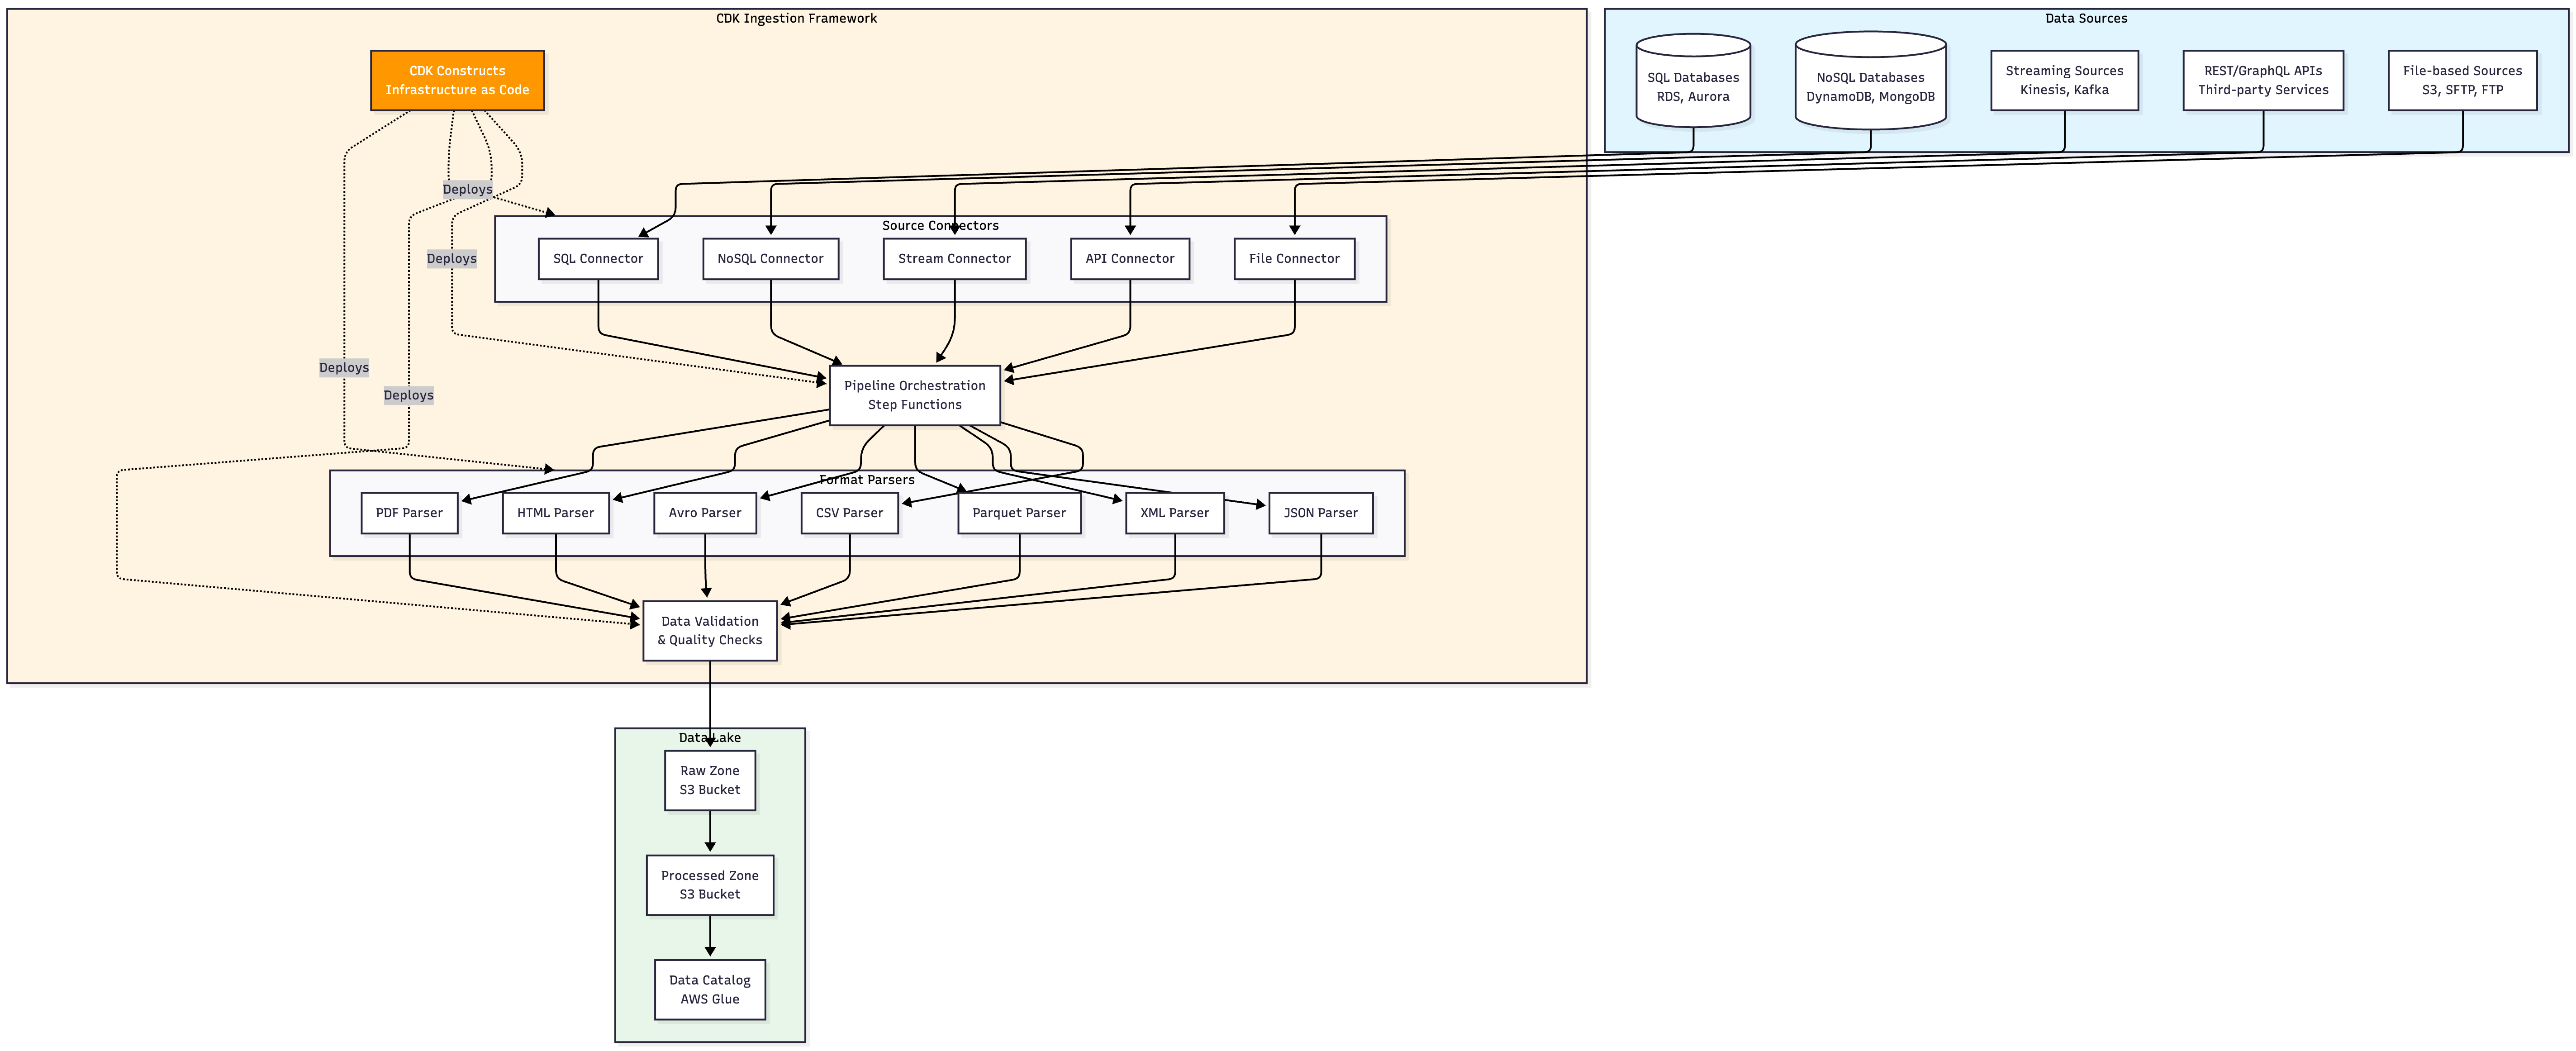 CDK Ingestion Framework
Data Sources
CDK Constructs
Infrastructure as Code
SQL Databases
RDS, Aurora
NoSQL Databases
DynamoDB, MongoDB
Streaming Sources
Kinesis, Kafka
REST/GraphQL APIs
Third-party Services
File-based Sources
S3, SFTP, FTP
Deploys
Source Connectors
Deploys
SQL Connector
NoSQL Connector
Stream Connector
API Connector
File Connector
Deploys
Deploys
Pipeline Orchestration
Step Functions
Format Parsers
PDF Parser
HTML Parser
Avro Parser
CSV Parser
Parquet Parser
XML Parser
JSON Parser
Data Validation
& Quality Checks
Data Lake
Raw Zone
S3 Bucket
Processed Zone
S3 Bucket
Data Catalog
AWS Glue